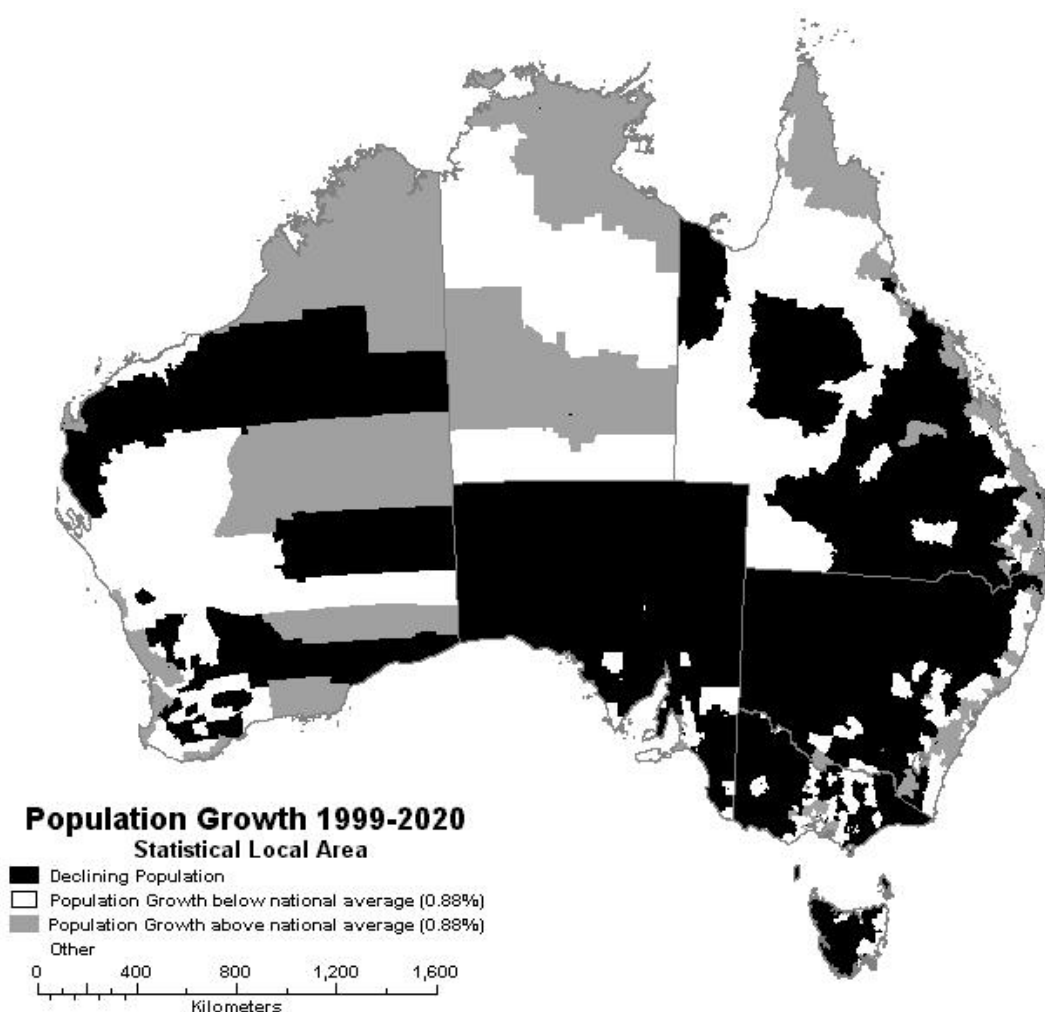 Population Growth 1999-2020
Statistical Local Area
Declining Population
Population Growth below national average (0.88%)
Population Growth above national average (0.88%)
Other
0 400 800 1,200 1,600
Kilometers